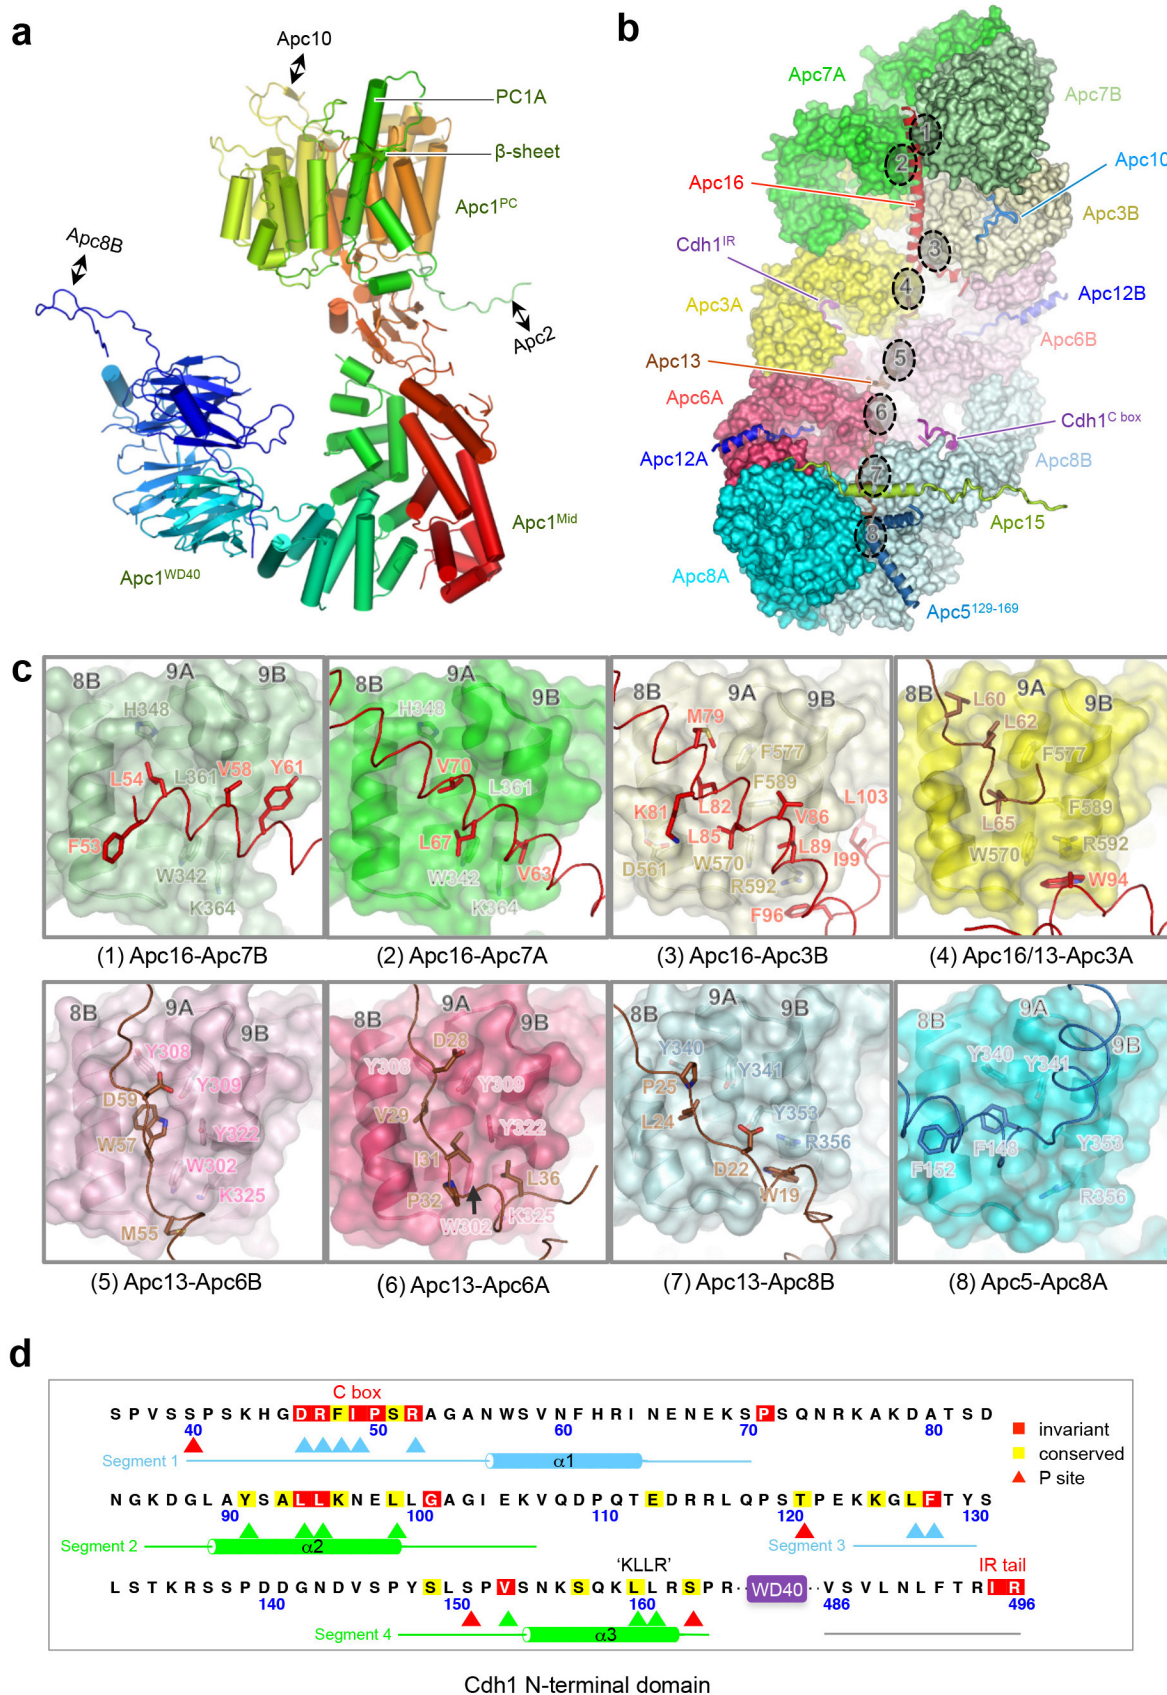 a
Apc10
PC1A
β-sheet
Apc1PC
Apc8B
Apc2
Apc1Mid
Apc1WD40
b
Apc7A
Apc7B
1
2
Apc10
Apc16
Apc3B
Cdh1IR
3
4
Apc3A
Apc12B
Apc6B
Apc13
5
Apc6A
6
Cdh1C box
Apc12A
Apc8B
7
Apc15
8
Apc8A
Apc5129-169
c
8B 9A 9B
H348
L54 L361 V58 Y61
F53
W342
K364
(1) Apc16-Apc7B
8B 9A 9B
H348
V70
L361
L67
W342 V63
K364
(2) Apc16-Apc7A
8B 9A 9B
M79
F577
F589
K81 L82 V86 L103
L85 L89 I99
D561 W570
R592
F96
(3) Apc16-Apc3B
8B 9A 9B
L60
L62
F577
F589
L65
W570 R592
W94
(4) Apc16/13-Apc3A
8B 9A 9B
Y308
Y309
D59
W57 Y322
W302
K325
M55
(5) Apc13-Apc6B
8B 9A 9B
D28
Y308 Y309
V29
Y322
I31
P32 L36
W302 K325
(6) Apc13-Apc6A
8B 9A 9B
Y340
P25 Y341
L24 Y353
R356
D22
W19
(7) Apc13-Apc8B
8B 9A 9B
Y340 Y341
F148 Y353
F152
R356
(8) Apc5-Apc8A
d
C box
S P V S S P S K H G D R F I P S R A G A N W S V N F H R I N E N E K S P S Q N R K A K D A T S D
40 50 60 70 80
Segment 1 α1
invariant
conserved
P site
N G K D G L A Y S A L L K N E L L G A G I E K V Q D P Q T E D R R L Q P S T P E K K G L F T Y S
90 100 110 120 130
Segment 2 α2 Segment 3
'KLLR' IR tail
L S T K R S S P D D G N D V S P Y S L S P V S N K S Q K L L R S P R WD40 V S V L N L F T R I R
140 150 160 486 496
Segment 4 α3
Cdh1 N-terminal domain